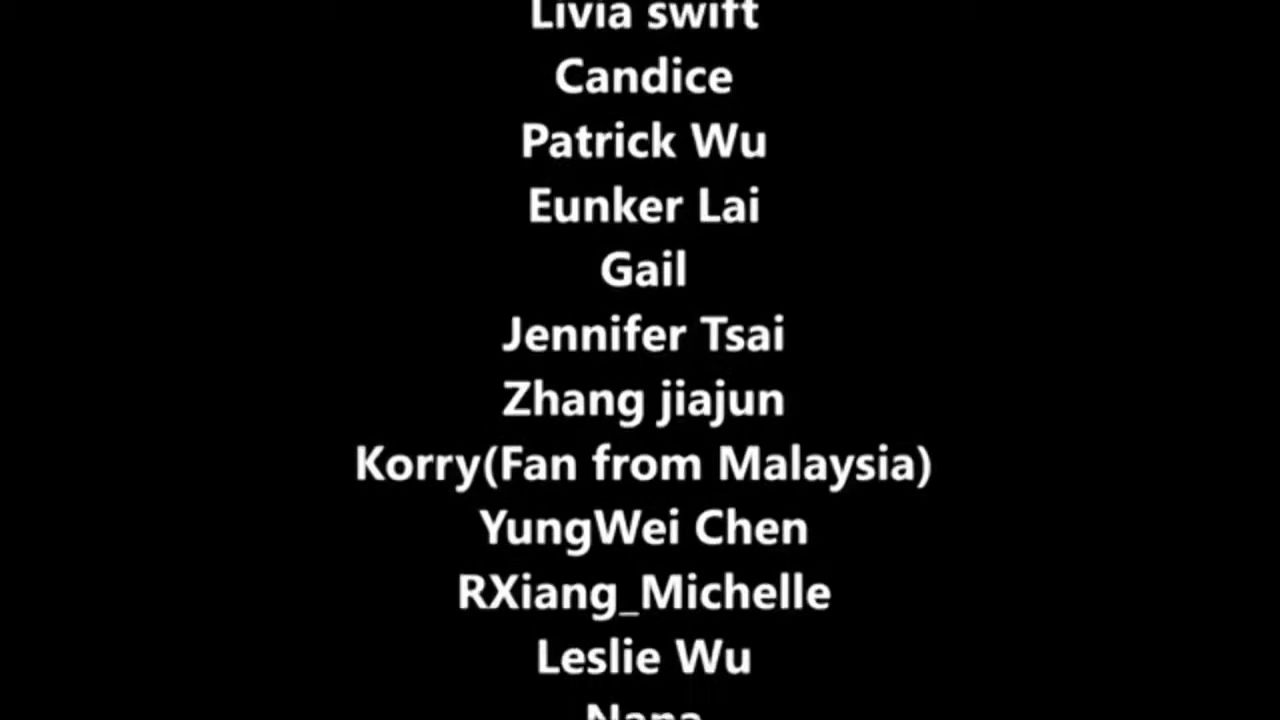 Livia swift
Candice
Patrick Wu
Eunker Lai
Gail
Jennifer Tsai
Zhang jiajun
Korry(Fan from Malaysia)
YungWei Chen
RXiang_Michelle
Leslie Wu
Nana